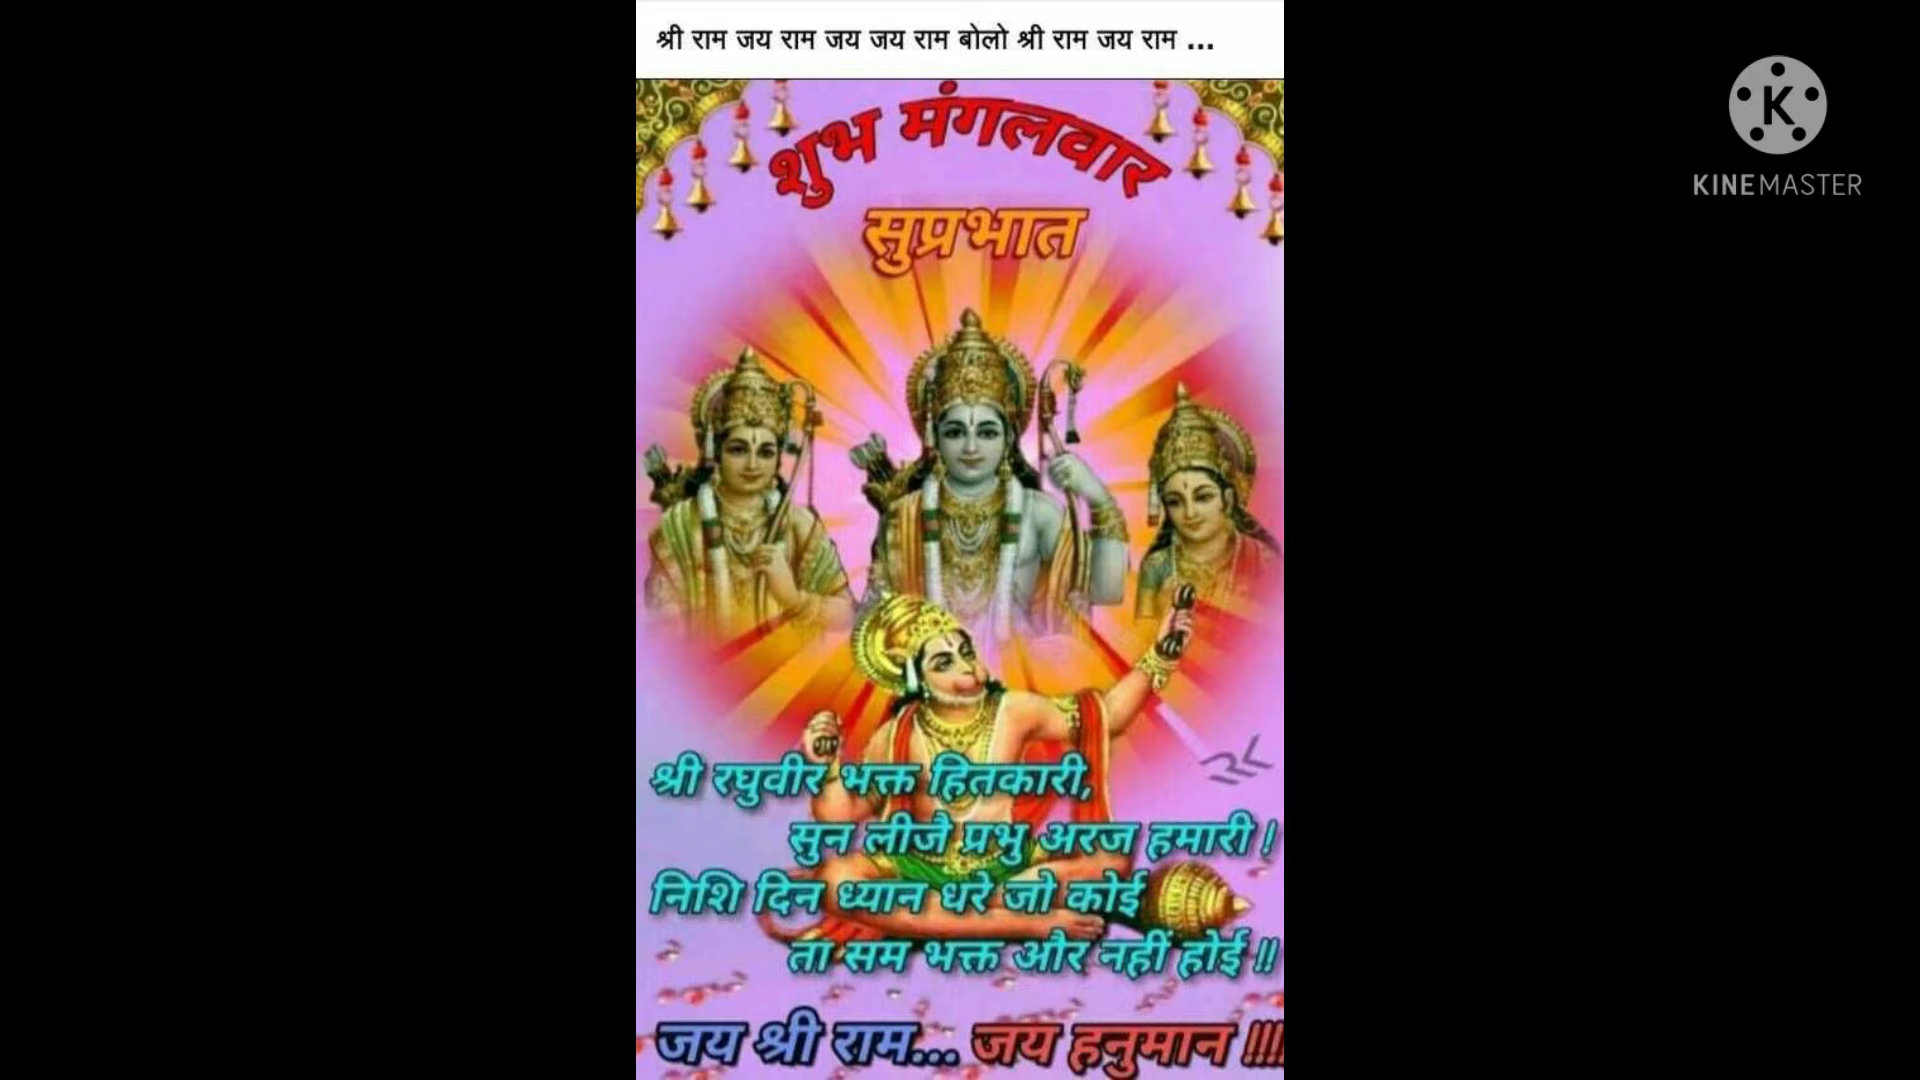 श्री राम जय राम जय जय राम बोलो श्री राम जय राम ...
K
KINEMASTER
शुभ मंगलवार
सुप्रभात
RK
श्री रघुवीर भक्त हितकारी,
सुन लीजै प्रभु अरज हमारी !
निशि दिन ध्यान धरे जो कोई
ता सम भक्त और नहीं होई !!
जय श्री राम... जय हनुमान !!!!